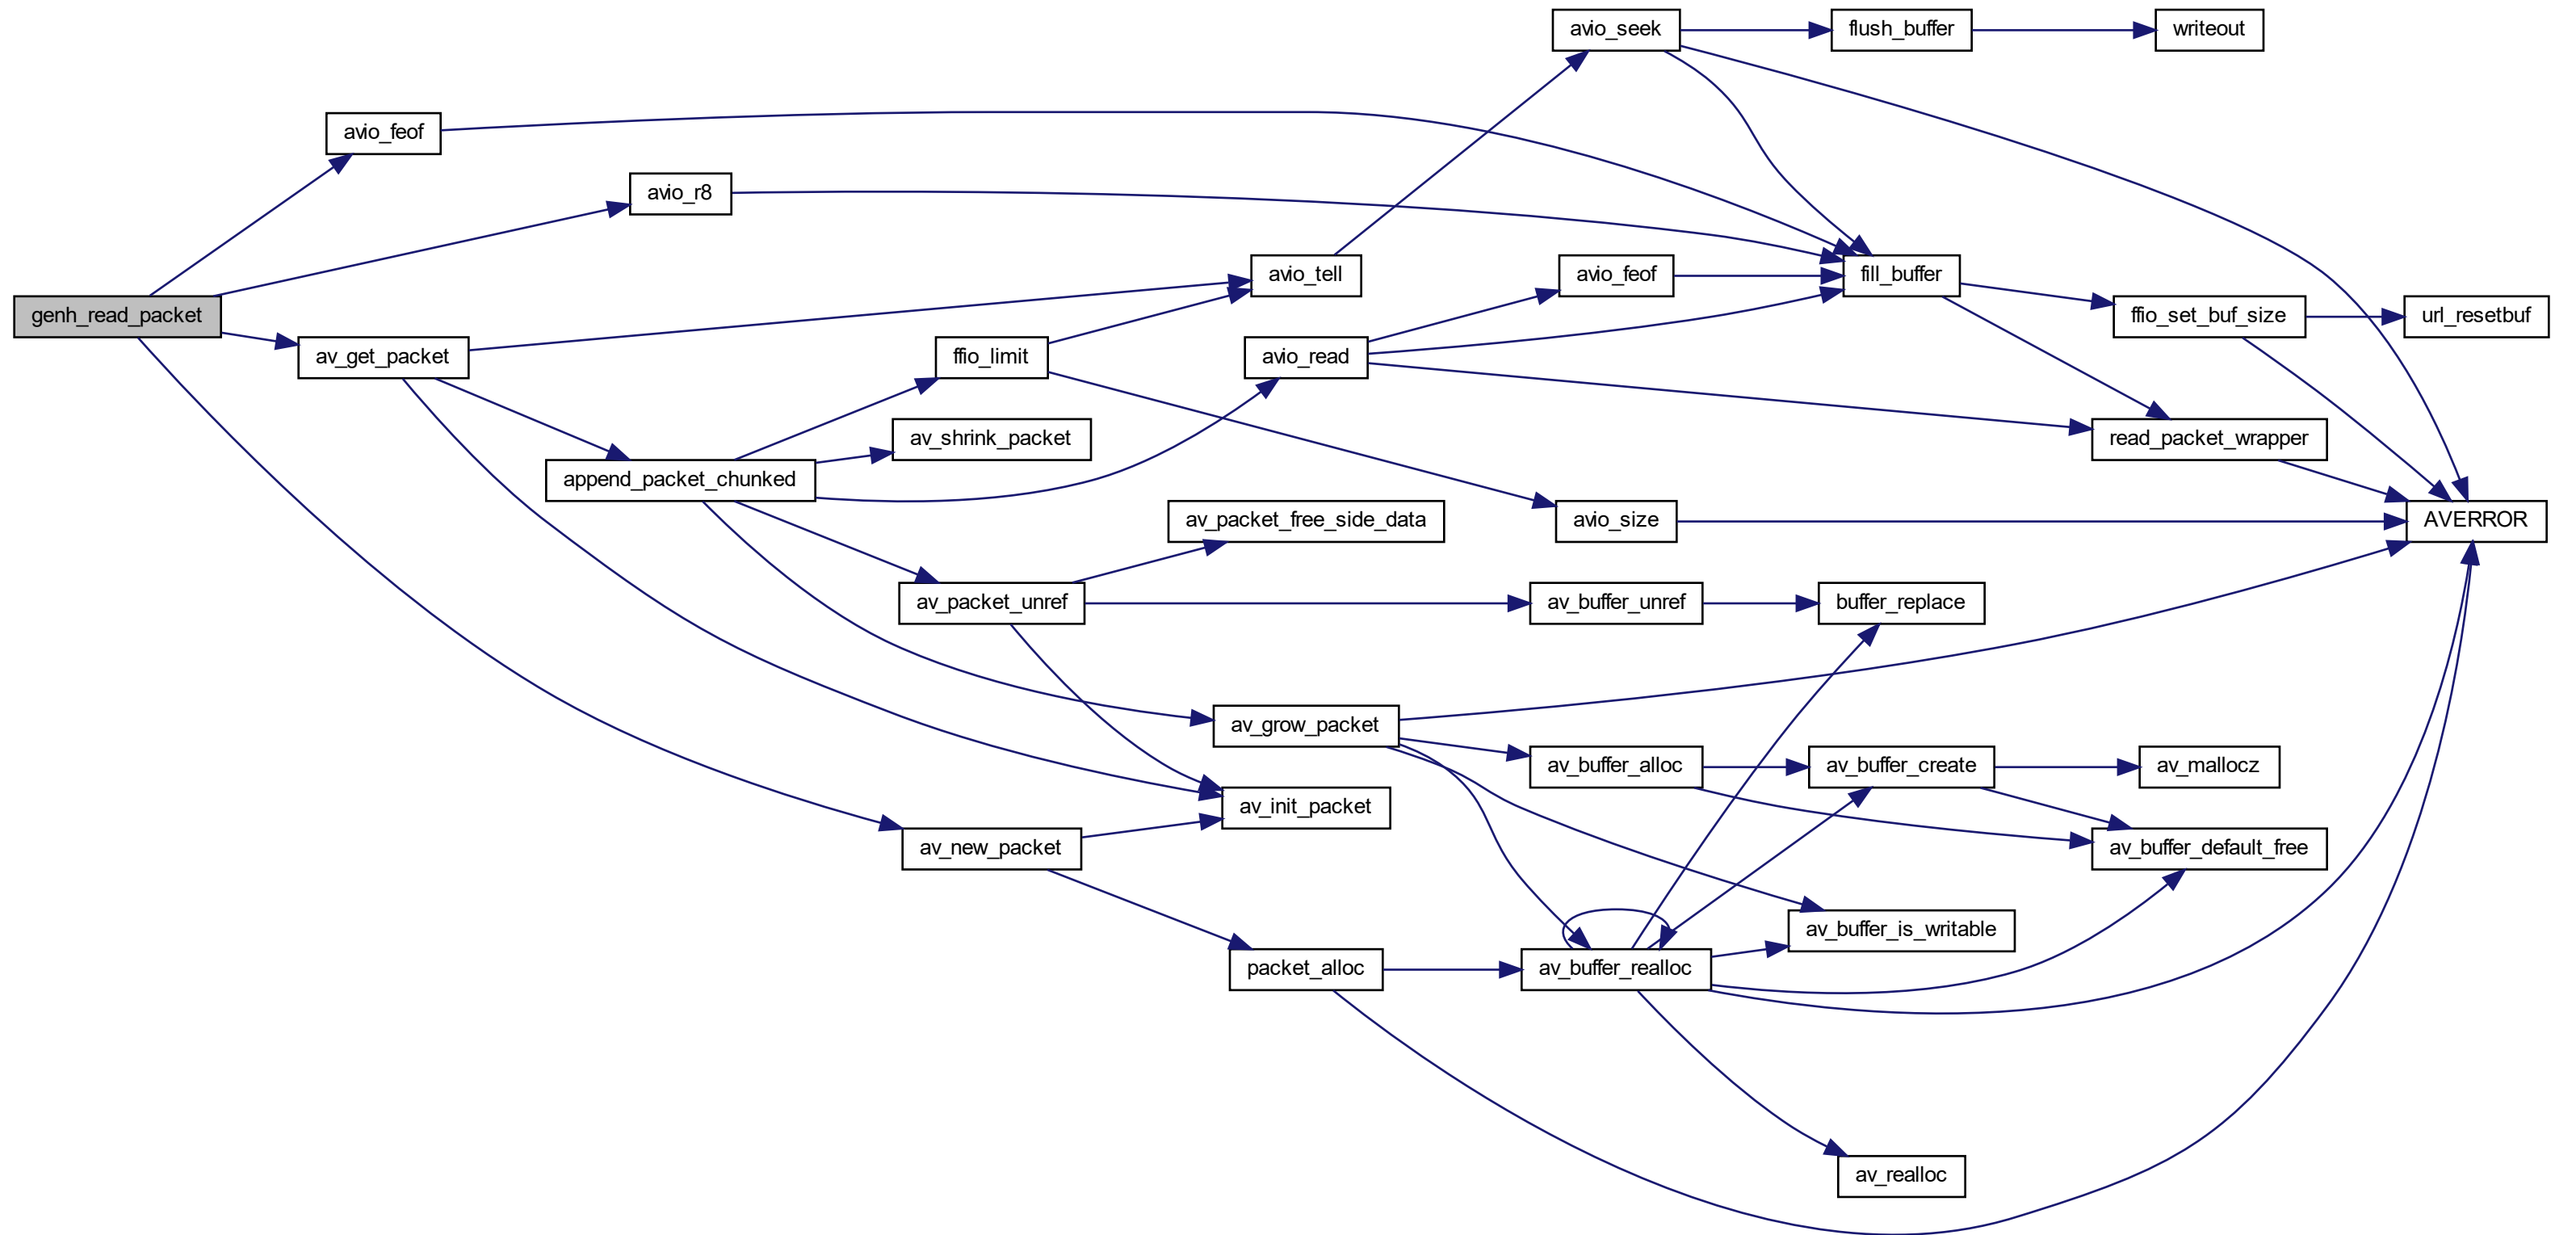 avio_seek
flush_buffer
writeout
avio_feof
avio_r8
avio_tell
avio_feof
fill_buffer
genh_read_packet
ffio_set_buf_size
url_resetbuf
av_get_packet
ffio_limit
avio_read
av_shrink_packet
read_packet_wrapper
append_packet_chunked
av_packet_free_side_data
avio_size
AVERROR
av_packet_unref
av_buffer_unref
buffer_replace
av_grow_packet
av_buffer_alloc
av_buffer_create
av_mallocz
av_init_packet
av_new_packet
av_buffer_default_free
av_buffer_is_writable
packet_alloc
av_buffer_realloc
av_realloc